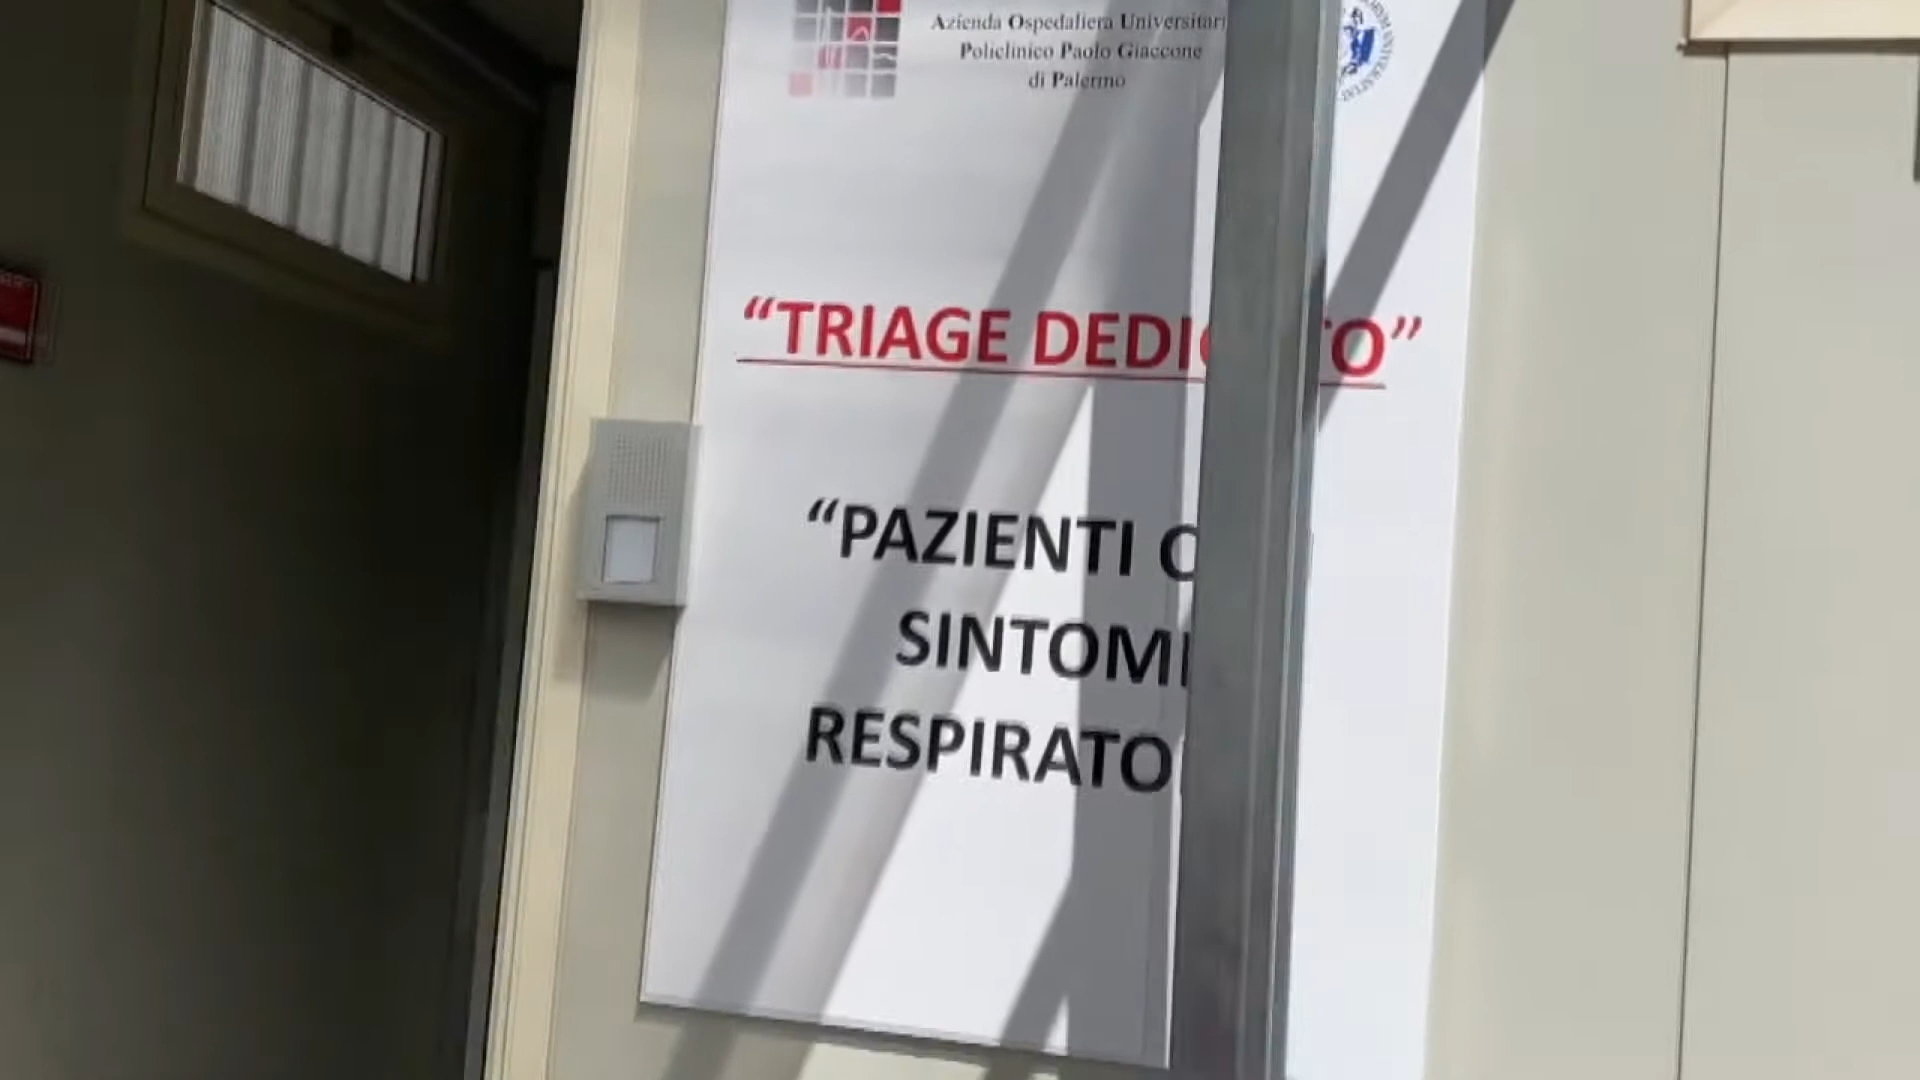 Azienda Ospedaliera Universitari
Policlinico Paolo Giaccone
di Palermo
“TRIAGE DEDIC TO”
“PAZIENTI C
SINTOMI
RESPIRATO